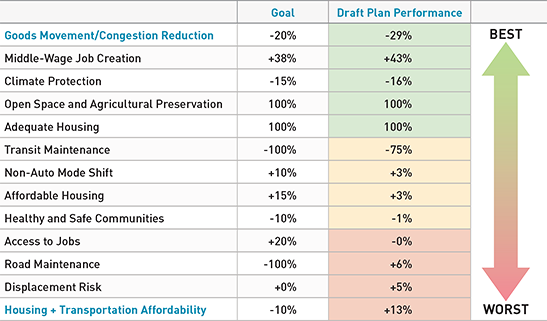 Goal Draft Plan Performance
Goods Movement/Congestion Reduction -20% -29% BEST
Middle-Wage Job Creation +38% +43%
Climate Protection -15% -16%
Open Space and Agricultural Preservation 100% 100%
Adequate Housing 100% 100%
Transit Maintenance -100% -75%
Non-Auto Mode Shift +10% +3%
Affordable Housing +15% +3%
Healthy and Safe Communities -10% -1%
Access to Jobs +20% -0%
Road Maintenance -100% +6%
Displacement Risk +0% +5%
Housing + Transportation Affordability -10% +13% WORST